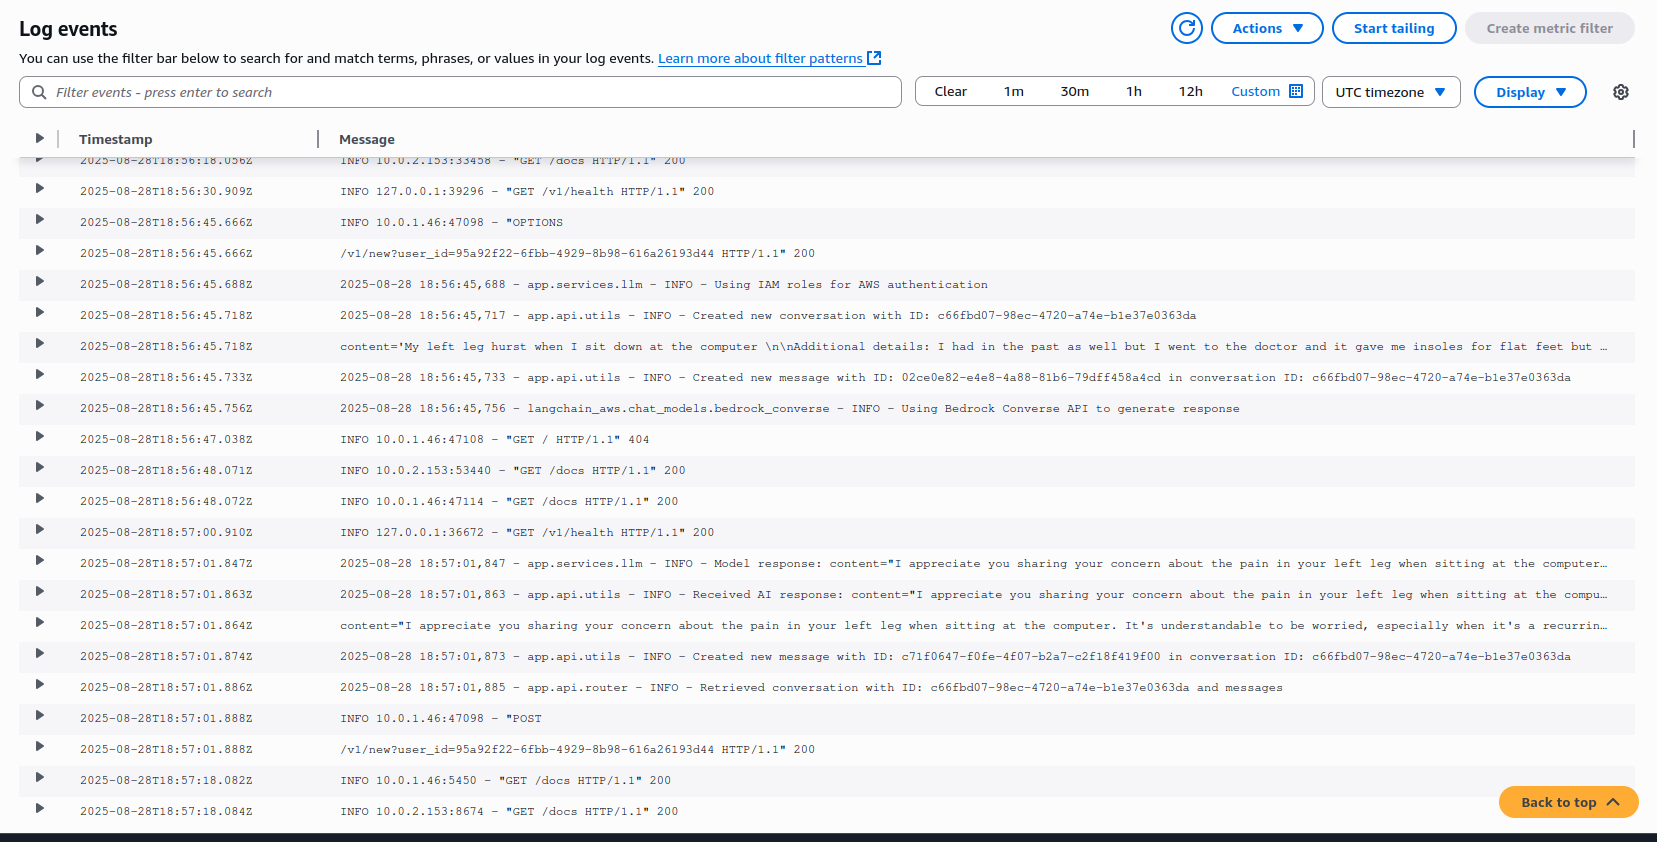 Log events
Actions
Start tailing
Create metric filter
You can use the filter bar below to search for and match terms, phrases, or values in your log events. Learn more about filter patterns
Filter events - press enter to search
Clear 1m 30m 1h 12h Custom
UTC timezone
Display
Timestamp Message
2025-08-28T18:56:18.056Z INFO 10.0.2.153:33458 - "GET /docs HTTP/1.1" 200
2025-08-28T18:56:30.909Z INFO 127.0.0.1:39296 - "GET /v1/health HTTP/1.1" 200
2025-08-28T18:56:45.666Z INFO 10.0.1.46:47098 - "OPTIONS
2025-08-28T18:56:45.666Z /v1/new?user_id=95a92f22-6fbb-4929-8b98-616a26193d44 HTTP/1.1" 200
2025-08-28T18:56:45.688Z 2025-08-28 18:56:45,688 - app.services.llm - INFO - Using IAM roles for AWS authentication
2025-08-28T18:56:45.718Z 2025-08-28 18:56:45,717 - app.api.utils - INFO - Created new conversation with ID: c66fbd07-98ec-4720-a74e-b1e37e0363da
2025-08-28T18:56:45.718Z content='My left leg hurst when I sit down at the computer \n\nAdditional details: I had in the past as well but I went to the doctor and it gave me insoles for flat feet but …
2025-08-28T18:56:45.733Z 2025-08-28 18:56:45,733 - app.api.utils - INFO - Created new message with ID: 02ce0e82-e4e8-4a88-81b6-79dff458a4cd in conversation ID: c66fbd07-98ec-4720-a74e-b1e37e0363da
2025-08-28T18:56:45.756Z 2025-08-28 18:56:45,756 - langchain_aws.chat_models.bedrock_converse - INFO - Using Bedrock Converse API to generate response
2025-08-28T18:56:47.038Z INFO 10.0.1.46:47108 - "GET / HTTP/1.1" 404
2025-08-28T18:56:48.071Z INFO 10.0.2.153:53440 - "GET /docs HTTP/1.1" 200
2025-08-28T18:56:48.072Z INFO 10.0.1.46:47114 - "GET /docs HTTP/1.1" 200
2025-08-28T18:57:00.910Z INFO 127.0.0.1:36672 - "GET /v1/health HTTP/1.1" 200
2025-08-28T18:57:01.847Z 2025-08-28 18:57:01,847 - app.services.llm - INFO - Model response: content="I appreciate you sharing your concern about the pain in your left leg when sitting at the computer…
2025-08-28T18:57:01.863Z 2025-08-28 18:57:01,863 - app.api.utils - INFO - Received AI response: content="I appreciate you sharing your concern about the pain in your left leg when sitting at the compu…
2025-08-28T18:57:01.864Z content="I appreciate you sharing your concern about the pain in your left leg when sitting at the computer. It's understandable to be worried, especially when it's a recurrin…
2025-08-28T18:57:01.874Z 2025-08-28 18:57:01,873 - app.api.utils - INFO - Created new message with ID: c71f0647-f0fe-4f07-b2a7-c2f18f419f00 in conversation ID: c66fbd07-98ec-4720-a74e-b1e37e0363da
2025-08-28T18:57:01.886Z 2025-08-28 18:57:01,885 - app.api.router - INFO - Retrieved conversation with ID: c66fbd07-98ec-4720-a74e-b1e37e0363da and messages
2025-08-28T18:57:01.888Z INFO 10.0.1.46:47098 - "POST
2025-08-28T18:57:01.888Z /v1/new?user_id=95a92f22-6fbb-4929-8b98-616a26193d44 HTTP/1.1" 200
2025-08-28T18:57:18.082Z INFO 10.0.1.46:5450 - "GET /docs HTTP/1.1" 200
2025-08-28T18:57:18.084Z INFO 10.0.2.153:8674 - "GET /docs HTTP/1.1" 200
Back to top